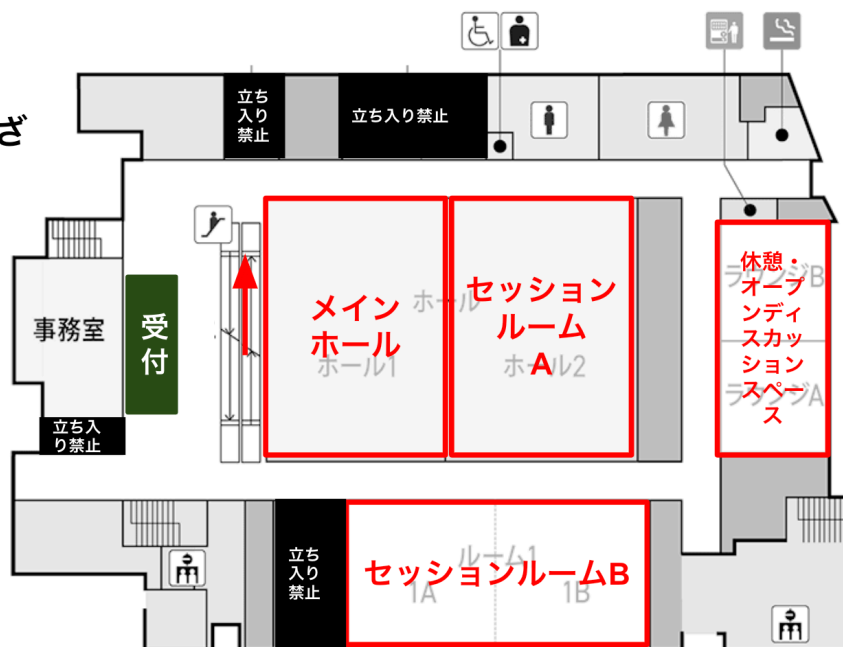 ざ
立ち
入り
禁止
立ち入り禁止
事務室
受
付
立ち入
り禁止
メイン
ホール
ホール
ホール1
セッション
ルーム
A
ホール2
休憩・
オープ
ンディ
スカッ
ション
スペー
ス
ラウンジB
ラウンジA
立ち
入り
禁止
ルーム1
セッションルームB
1A
1B